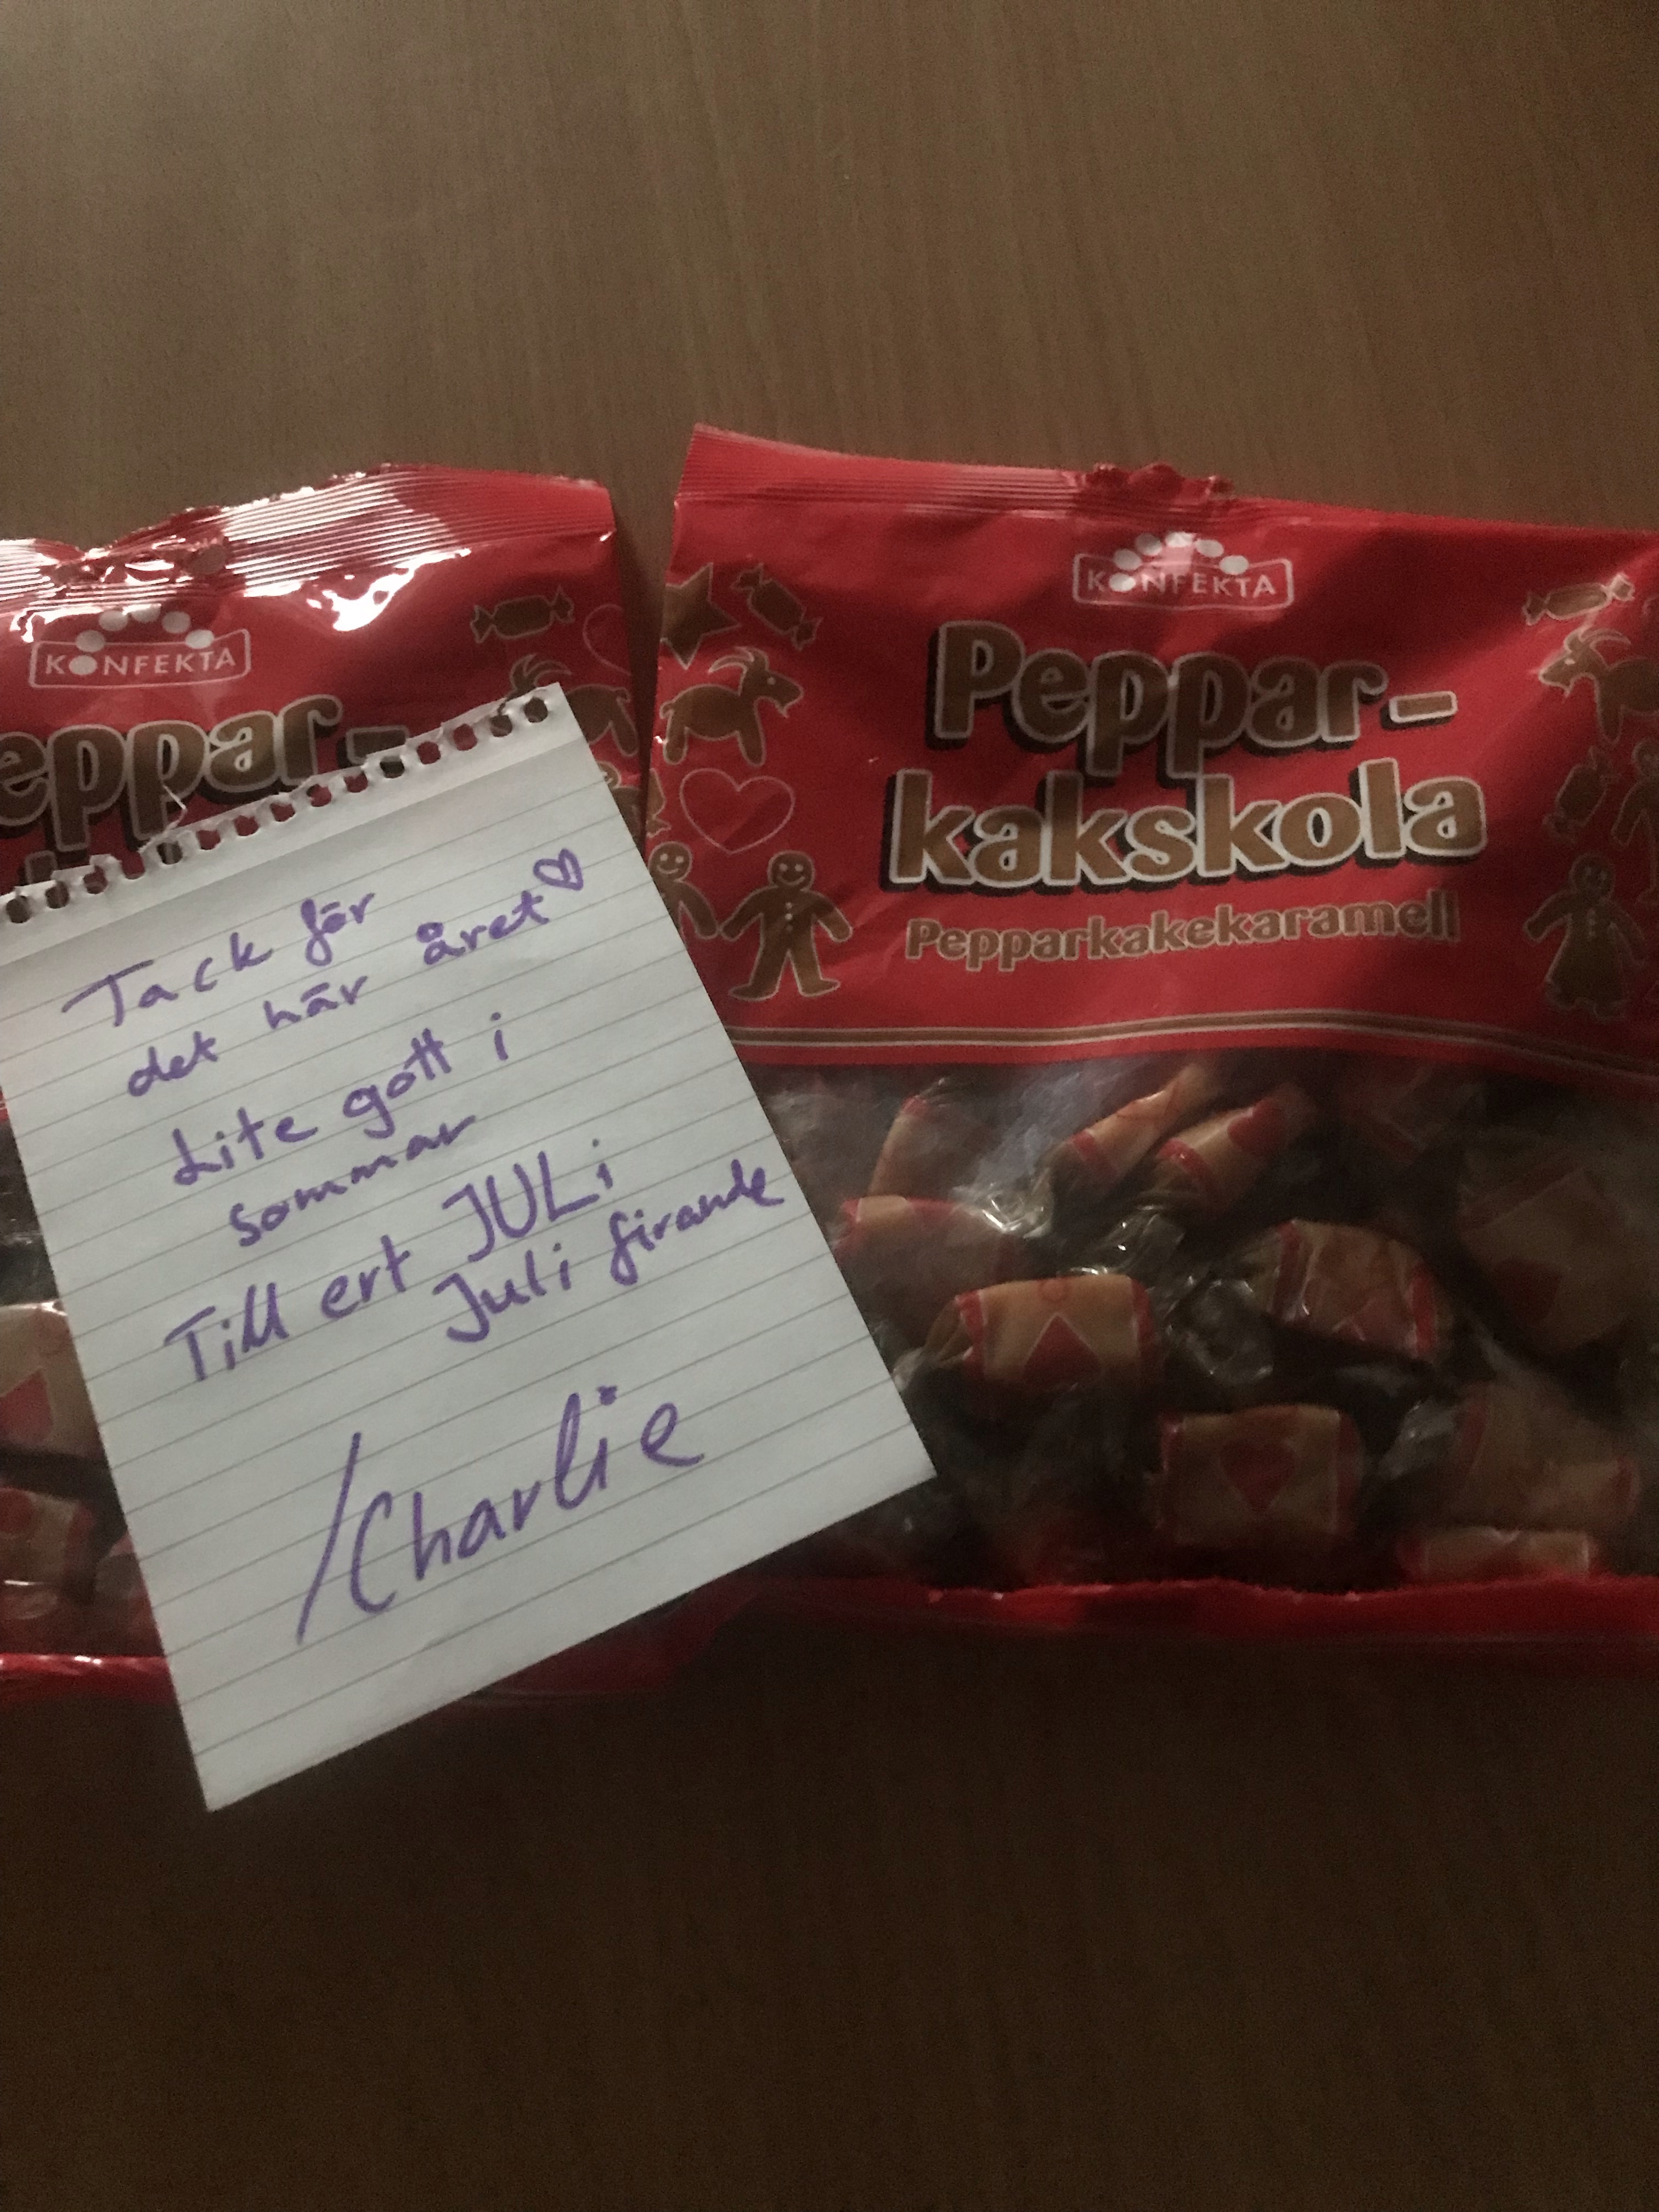 KONFEKTA
Peppar-
kakskola
Pepparkakekaramell
KONFEKTA
eppar-
Tack för
det här året
Lite gott i
sommar
Till ert JULi
Juli firande
/Charlie